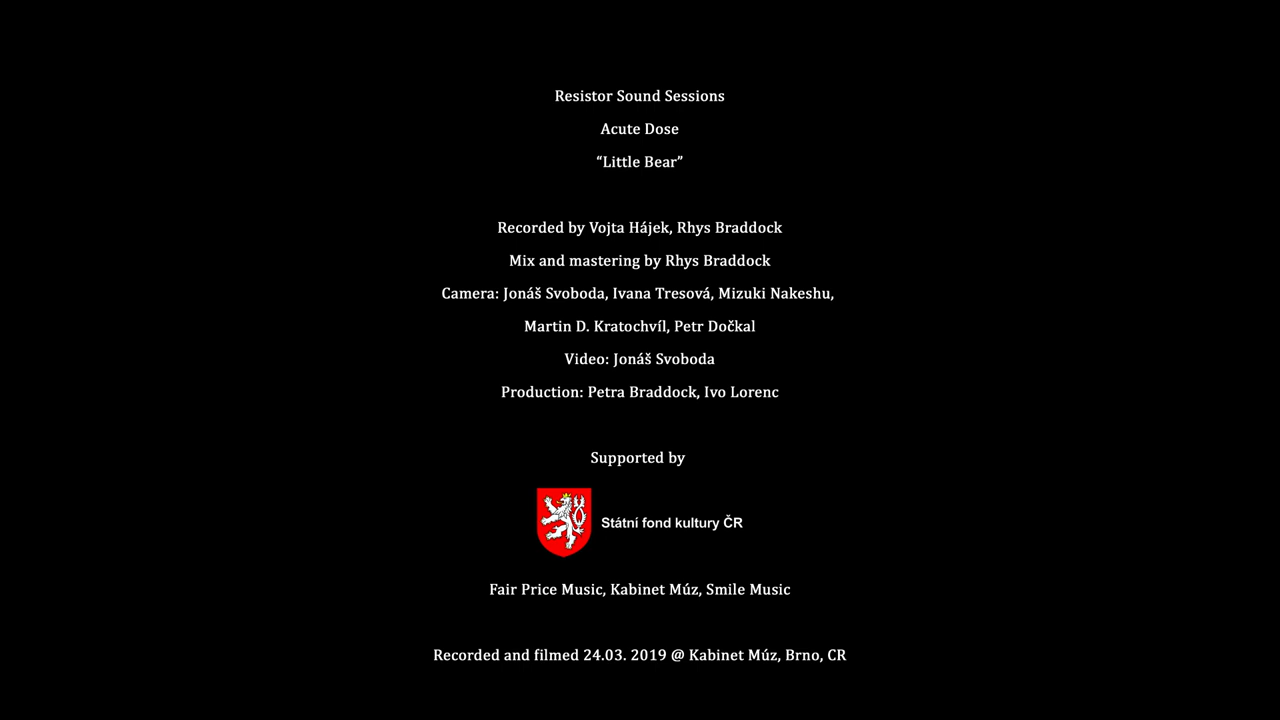 Resistor Sound Sessions
Acute Dose
“Little Bear”
Recorded by Vojta Hájek, Rhys Braddock
Mix and mastering by Rhys Braddock
Camera: Jonáš Svoboda, Ivana Tresová, Mizuki Nakeshu,
Martin D. Kratochvíl, Petr Dočkal
Video: Jonáš Svoboda
Production: Petra Braddock, Ivo Lorenc
Supported by
Státní fond kultury ČR
Fair Price Music, Kabinet Múz, Smile Music
Recorded and filmed 24.03. 2019 @ Kabinet Múz, Brno, CR